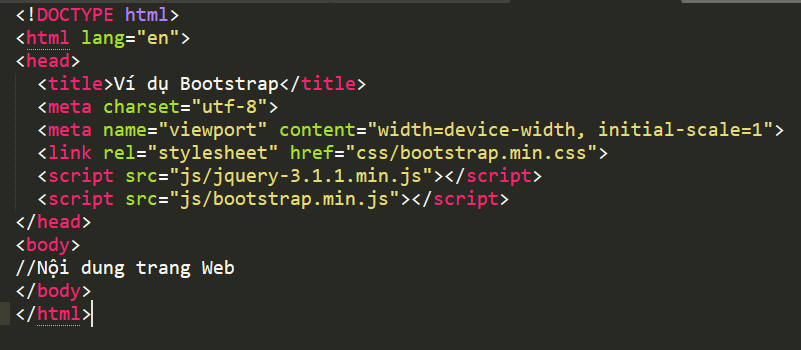 <!DOCTYPE html>
<html lang="en">
<head>
  <title>Ví dụ Bootstrap</title>
  <meta charset="utf-8">
  <meta name="viewport" content="width=device-width, initial-scale=1">
  <link rel="stylesheet" href="css/bootstrap.min.css">
  <script src="js/jquery-3.1.1.min.js"></script>
  <script src="js/bootstrap.min.js"></script>
</head>
<body>
//Nội dung trang Web
</body>
</html>